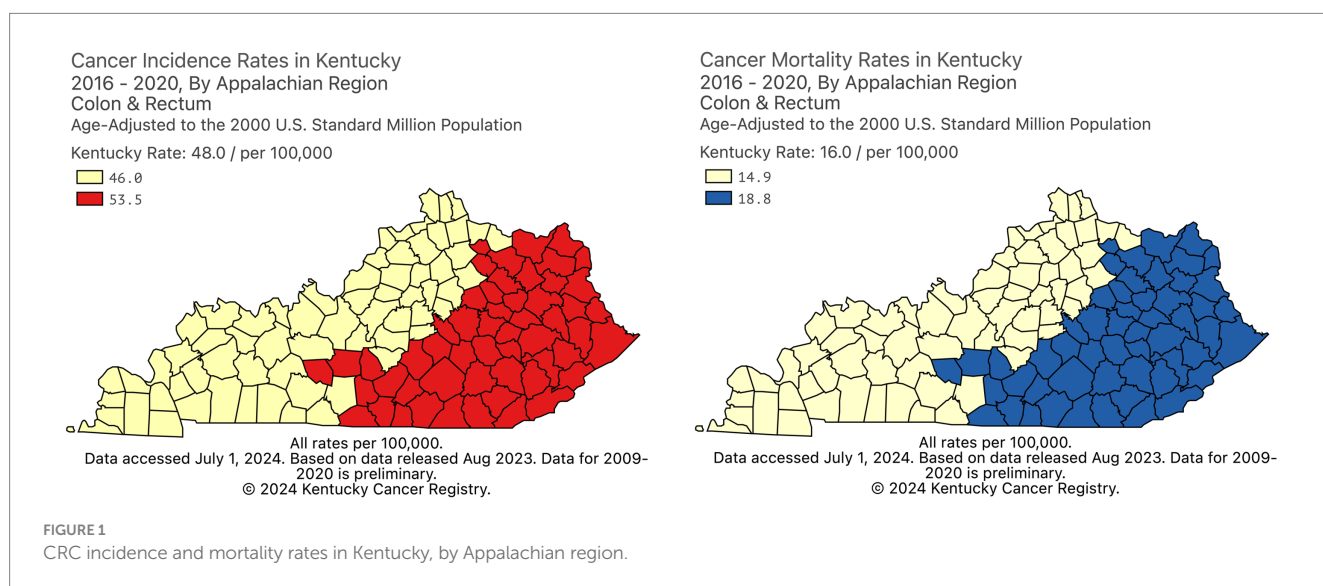 Cancer Incidence Rates in Kentucky
2016 - 2020, By Appalachian Region
Colon & Rectum
Age-Adjusted to the 2000 U.S. Standard Million Population
Kentucky Rate: 48.0 / per 100,000
46.0
53.5
All rates per 100,000.
Data accessed July 1, 2024. Based on data released Aug 2023. Data for 2009-
2020 is preliminary.
© 2024 Kentucky Cancer Registry.
Cancer Mortality Rates in Kentucky
2016 - 2020, By Appalachian Region
Colon & Rectum
Age-Adjusted to the 2000 U.S. Standard Million Population
Kentucky Rate: 16.0 / per 100,000
14.9
18.8
All rates per 100,000.
Data accessed July 1, 2024. Based on data released Aug 2023. Data for 2009-
2020 is preliminary.
© 2024 Kentucky Cancer Registry.
FIGURE 1
CRC incidence and mortality rates in Kentucky, by Appalachian region.